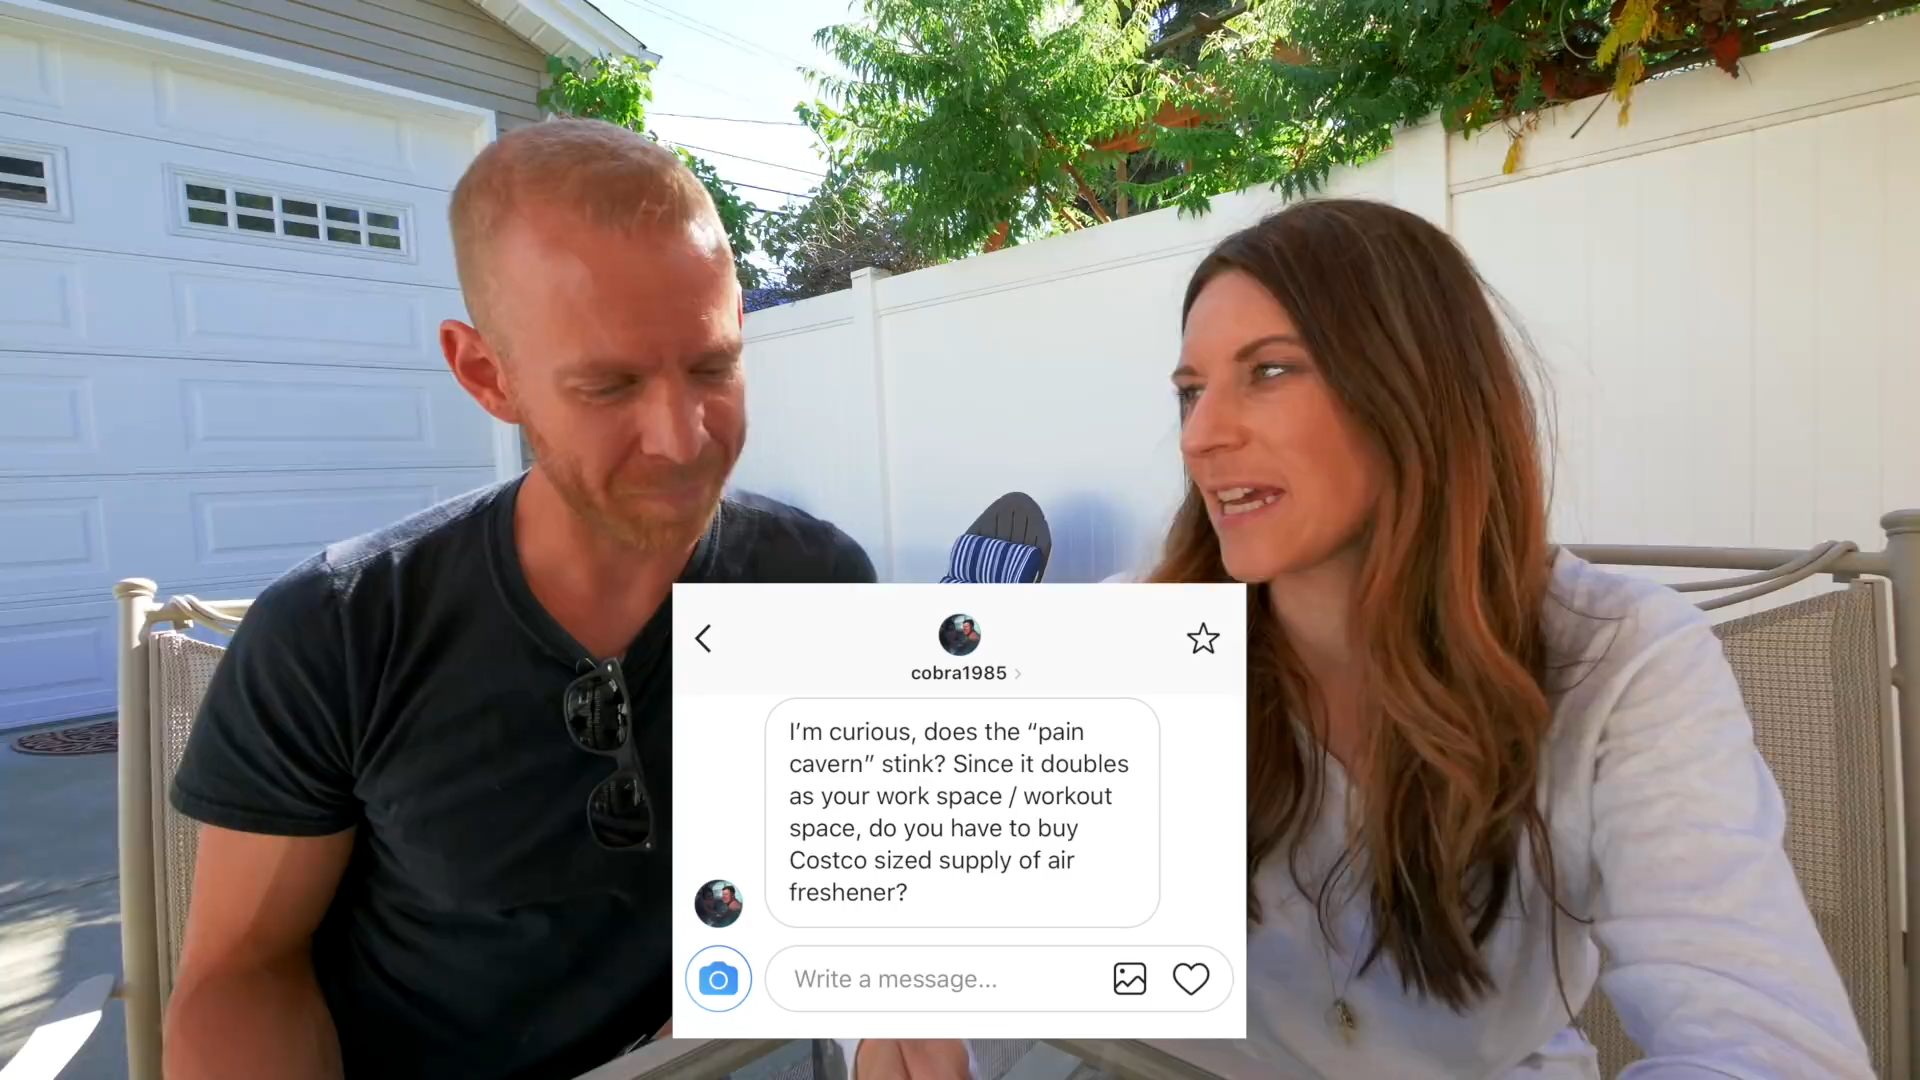 cobra1985
I’m curious, does the “pain
cavern” stink? Since it doubles
as your work space / workout
space, do you have to buy
Costco sized supply of air
freshener?
Write a message...